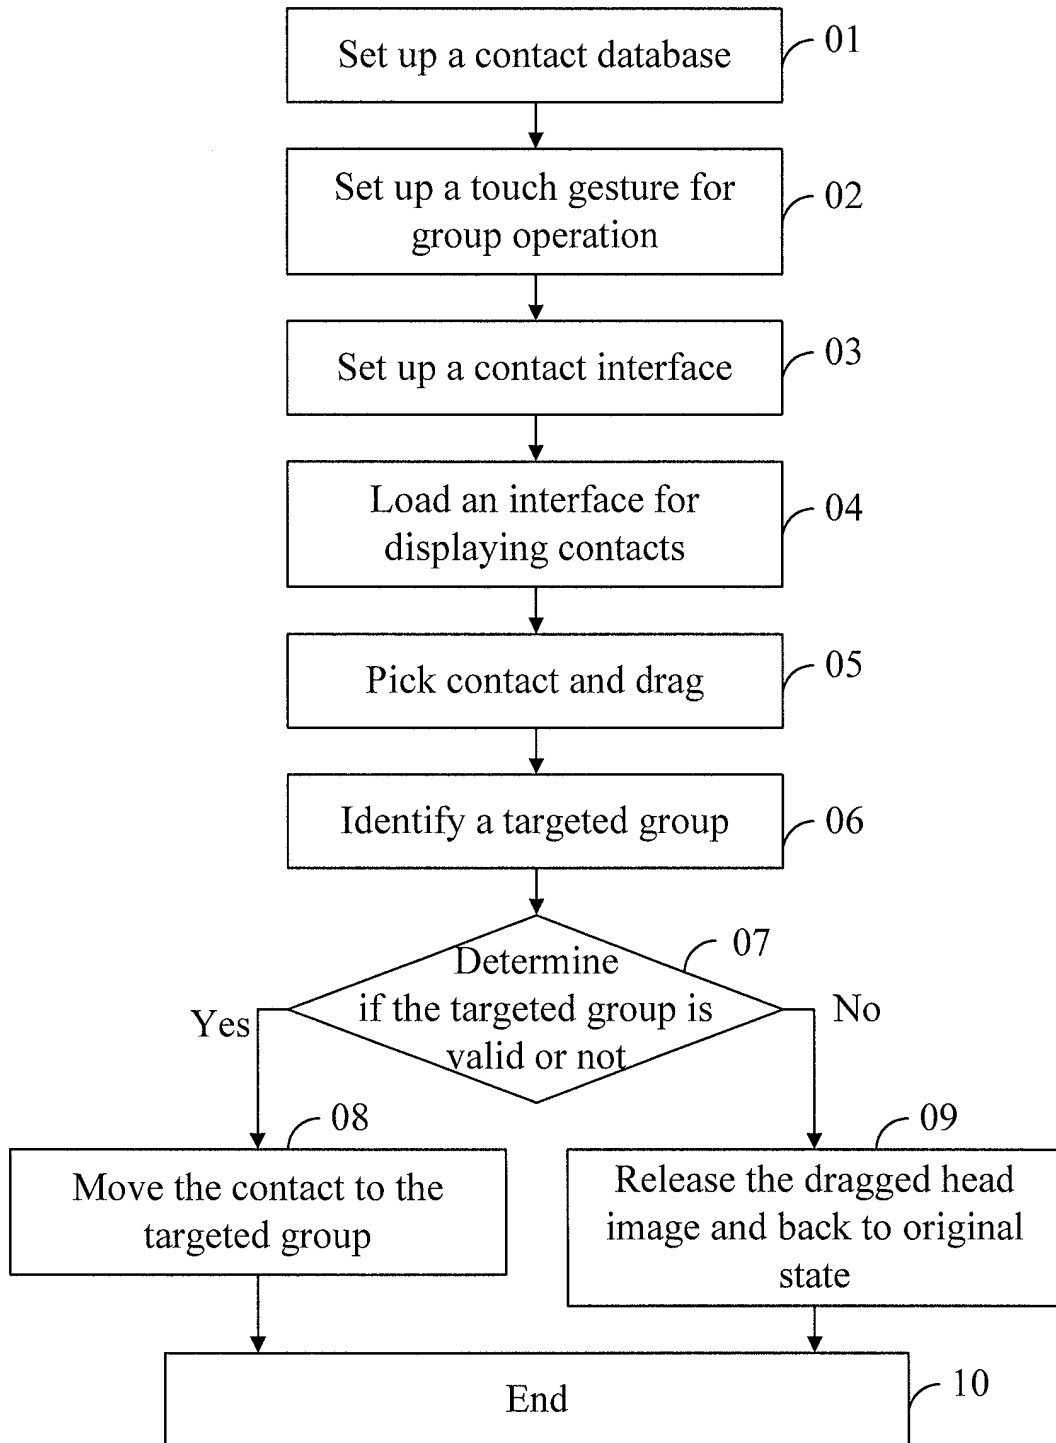 Set up a contact database
01
Set up a touch gesture for
group operation
02
Set up a contact interface
03
Load an interface for
displaying contacts
04
Pick contact and drag
05
Identify a targeted group
06
07
Determine
if the targeted group is
valid or not
Yes
No
08
Move the contact to the
targeted group
09
Release the dragged head
image and back to original
state
End
10